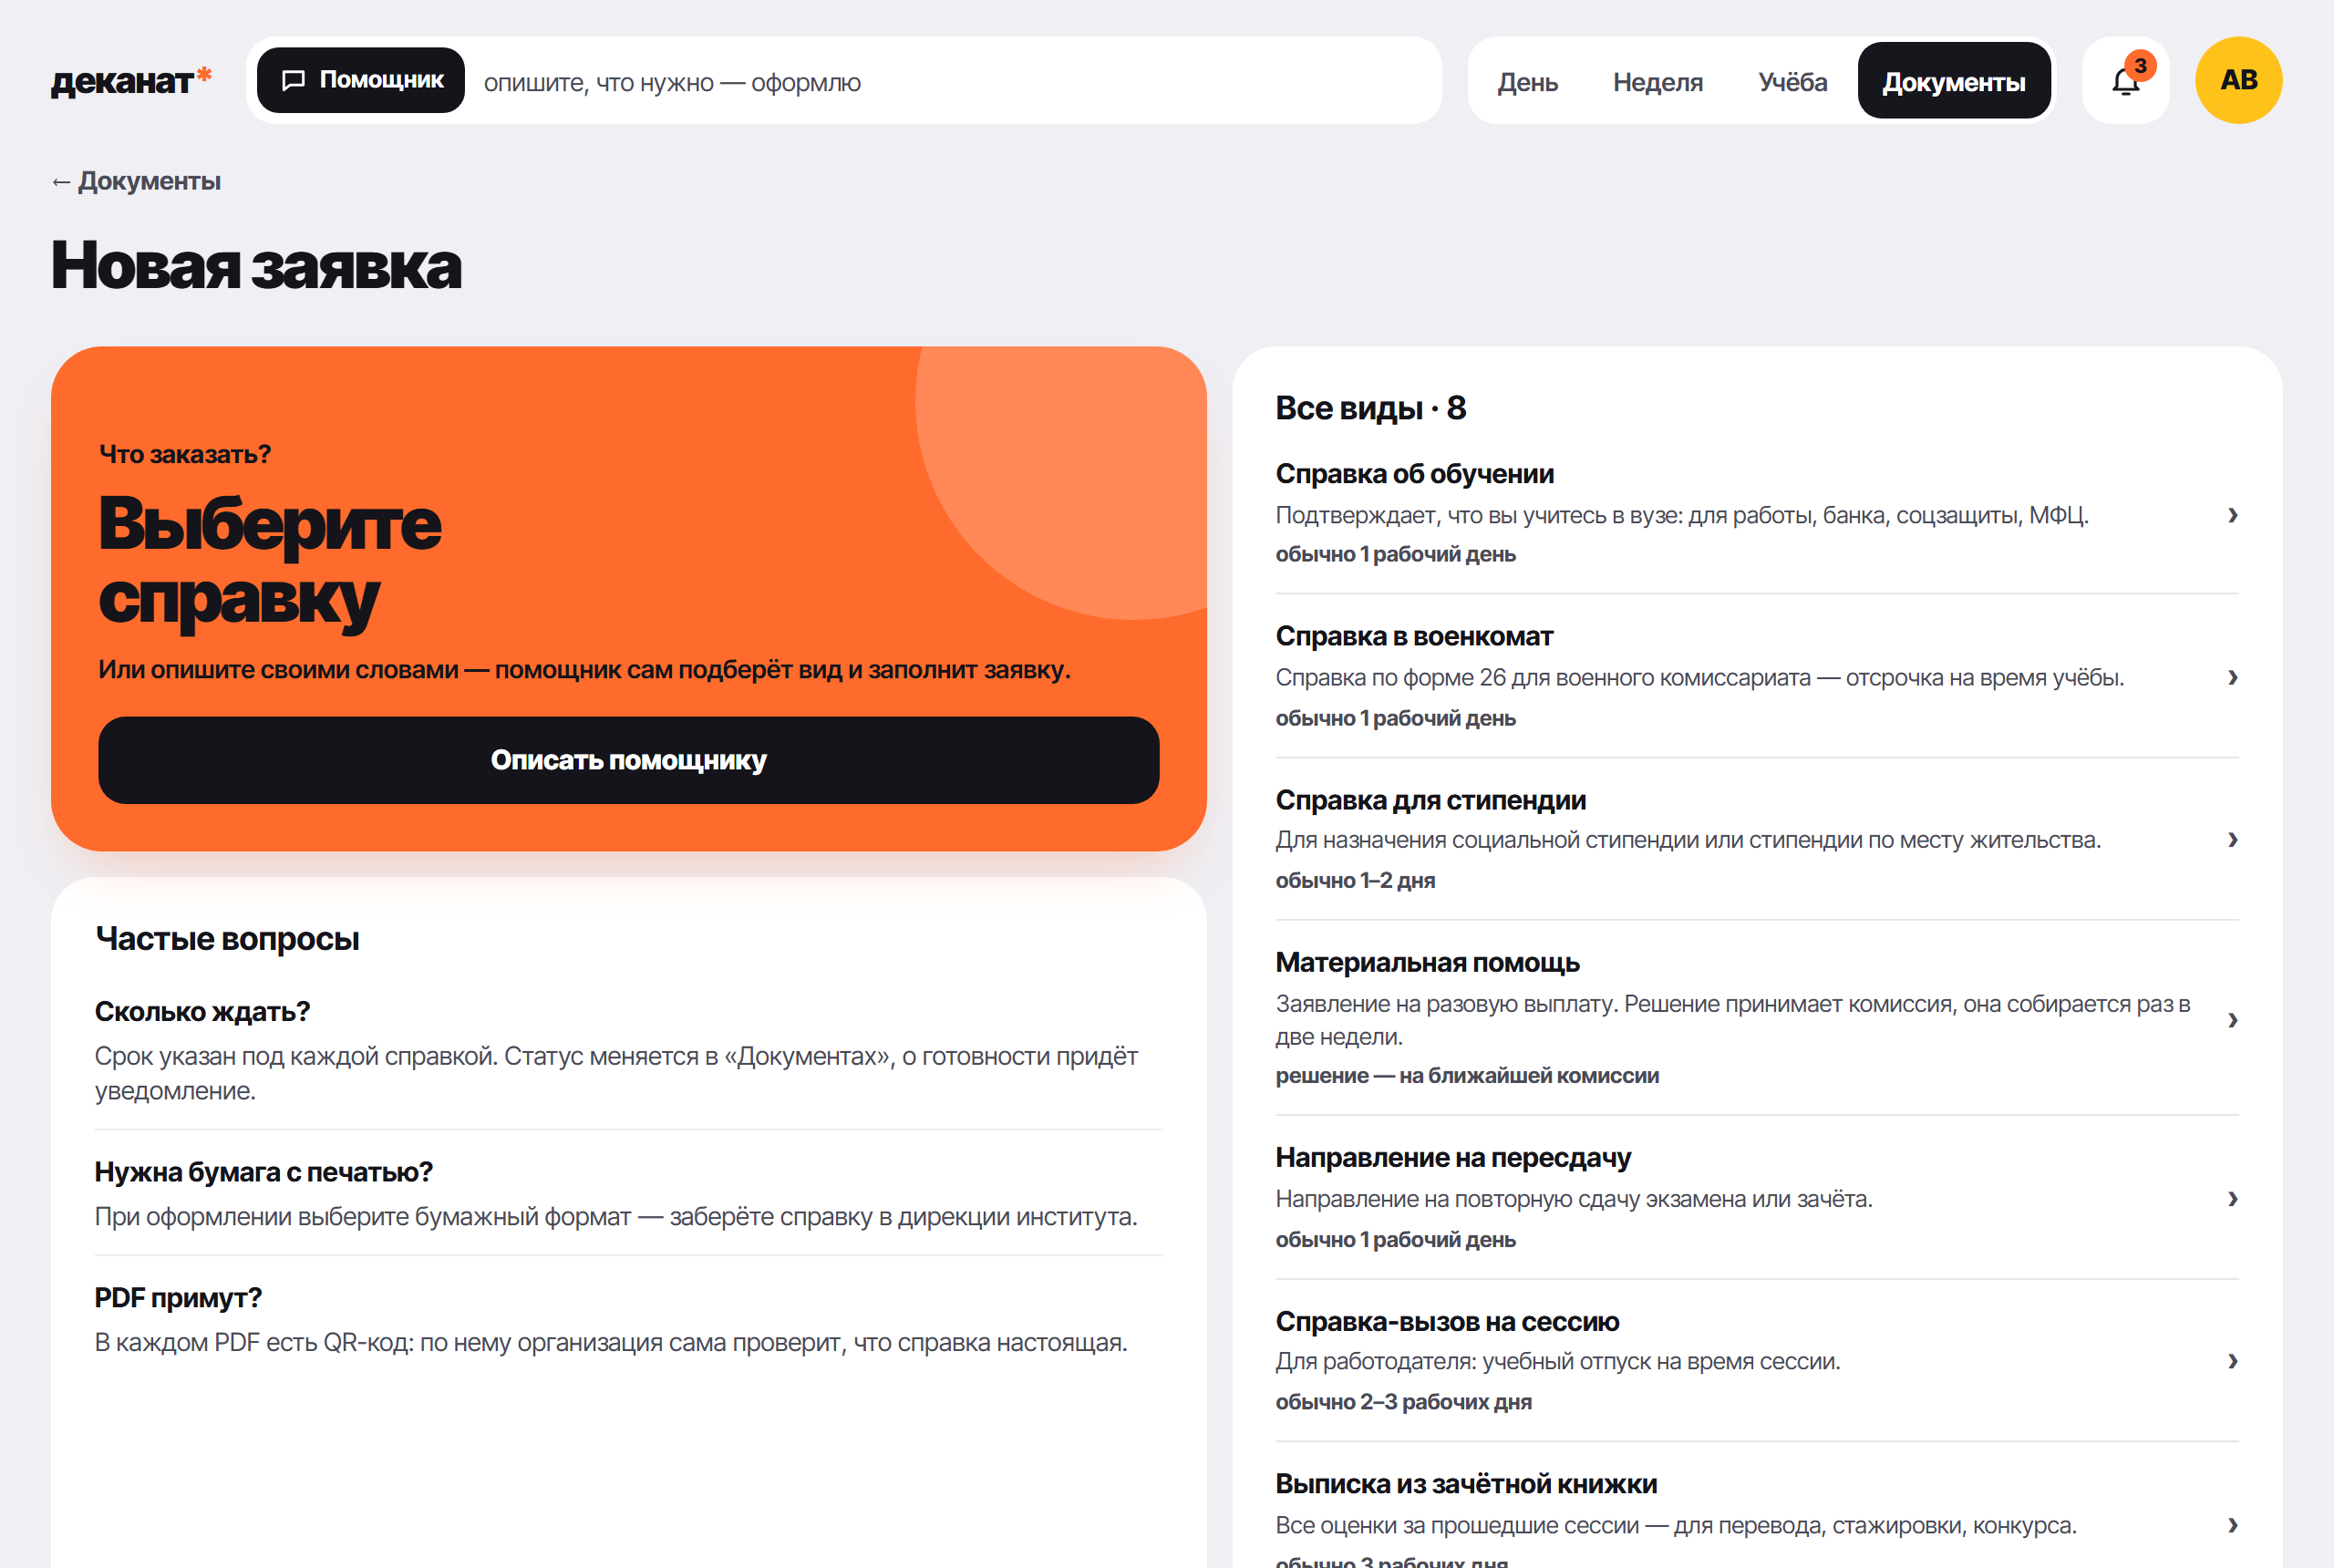 деканат*
Помощник
опишите, что нужно — оформлю
День
Неделя
Учёба
Документы
3
АВ
← Документы
Новая заявка
Что заказать?
Выберите
справку
Или опишите своими словами — помощник сам подберёт вид и заполнит заявку.
Описать помощнику
Частые вопросы
Сколько ждать?
Срок указан под каждой справкой. Статус меняется в «Документах», о готовности придёт
уведомление.
Нужна бумага с печатью?
При оформлении выберите бумажный формат — заберёте справку в дирекции института.
PDF примут?
В каждом PDF есть QR-код: по нему организация сама проверит, что справка настоящая.
Все виды · 8
Справка об обучении
Подтверждает, что вы учитесь в вузе: для работы, банка, соцзащиты, МФЦ.
обычно 1 рабочий день
Справка в военкомат
Справка по форме 26 для военного комиссариата — отсрочка на время учёбы.
обычно 1 рабочий день
Справка для стипендии
Для назначения социальной стипендии или стипендии по месту жительства.
обычно 1–2 дня
Материальная помощь
Заявление на разовую выплату. Решение принимает комиссия, она собирается раз в
две недели.
решение — на ближайшей комиссии
Направление на пересдачу
Направление на повторную сдачу экзамена или зачёта.
обычно 1 рабочий день
Справка-вызов на сессию
Для работодателя: учебный отпуск на время сессии.
обычно 2–3 рабочих дня
Выписка из зачётной книжки
Все оценки за прошедшие сессии — для перевода, стажировки, конкурса.
обычно 3 рабочих дня